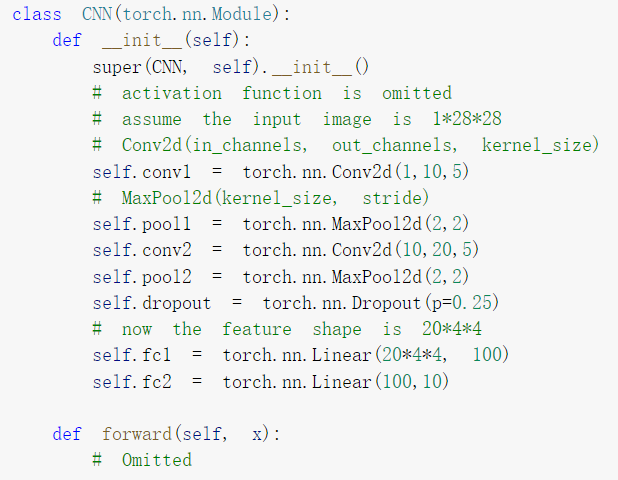 class CNN(torch.nn.Module):
    def __init__(self):
        super(CNN, self).__init__()
        # activation function is omitted
        # assume the input image is 1*28*28
        # Conv2d(in_channels, out_channels, kernel_size)
        self.conv1 = torch.nn.Conv2d(1,10,5)
        # MaxPool2d(kernel_size, stride)
        self.pool1 = torch.nn.MaxPool2d(2,2)
        self.conv2 = torch.nn.Conv2d(10,20,5)
        self.pool2 = torch.nn.MaxPool2d(2,2)
        self.dropout = torch.nn.Dropout(p=0.25)
        # now the feature shape is 20*4*4
        self.fc1 = torch.nn.Linear(20*4*4, 100)
        self.fc2 = torch.nn.Linear(100,10)

    def forward(self, x):
        # Omitted